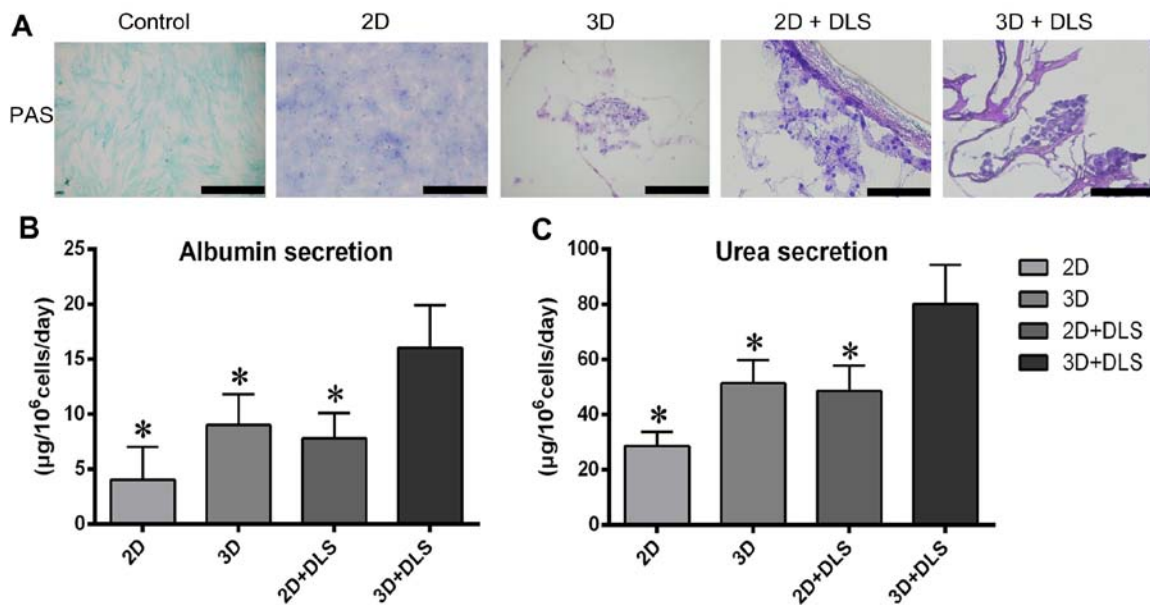 A Control 2D 3D 2D + DLS 3D + DLS
PAS
B Albumin secretion
(µg/10⁶cells/day)
25
20
15
10
5
0
* * *
2D 3D 2D+DLS 3D+DLS
C Urea secretion
(µg/10⁶cells/day)
100
80
60
40
20
0
* * *
2D 3D 2D+DLS 3D+DLS
2D
3D
2D+DLS
3D+DLS